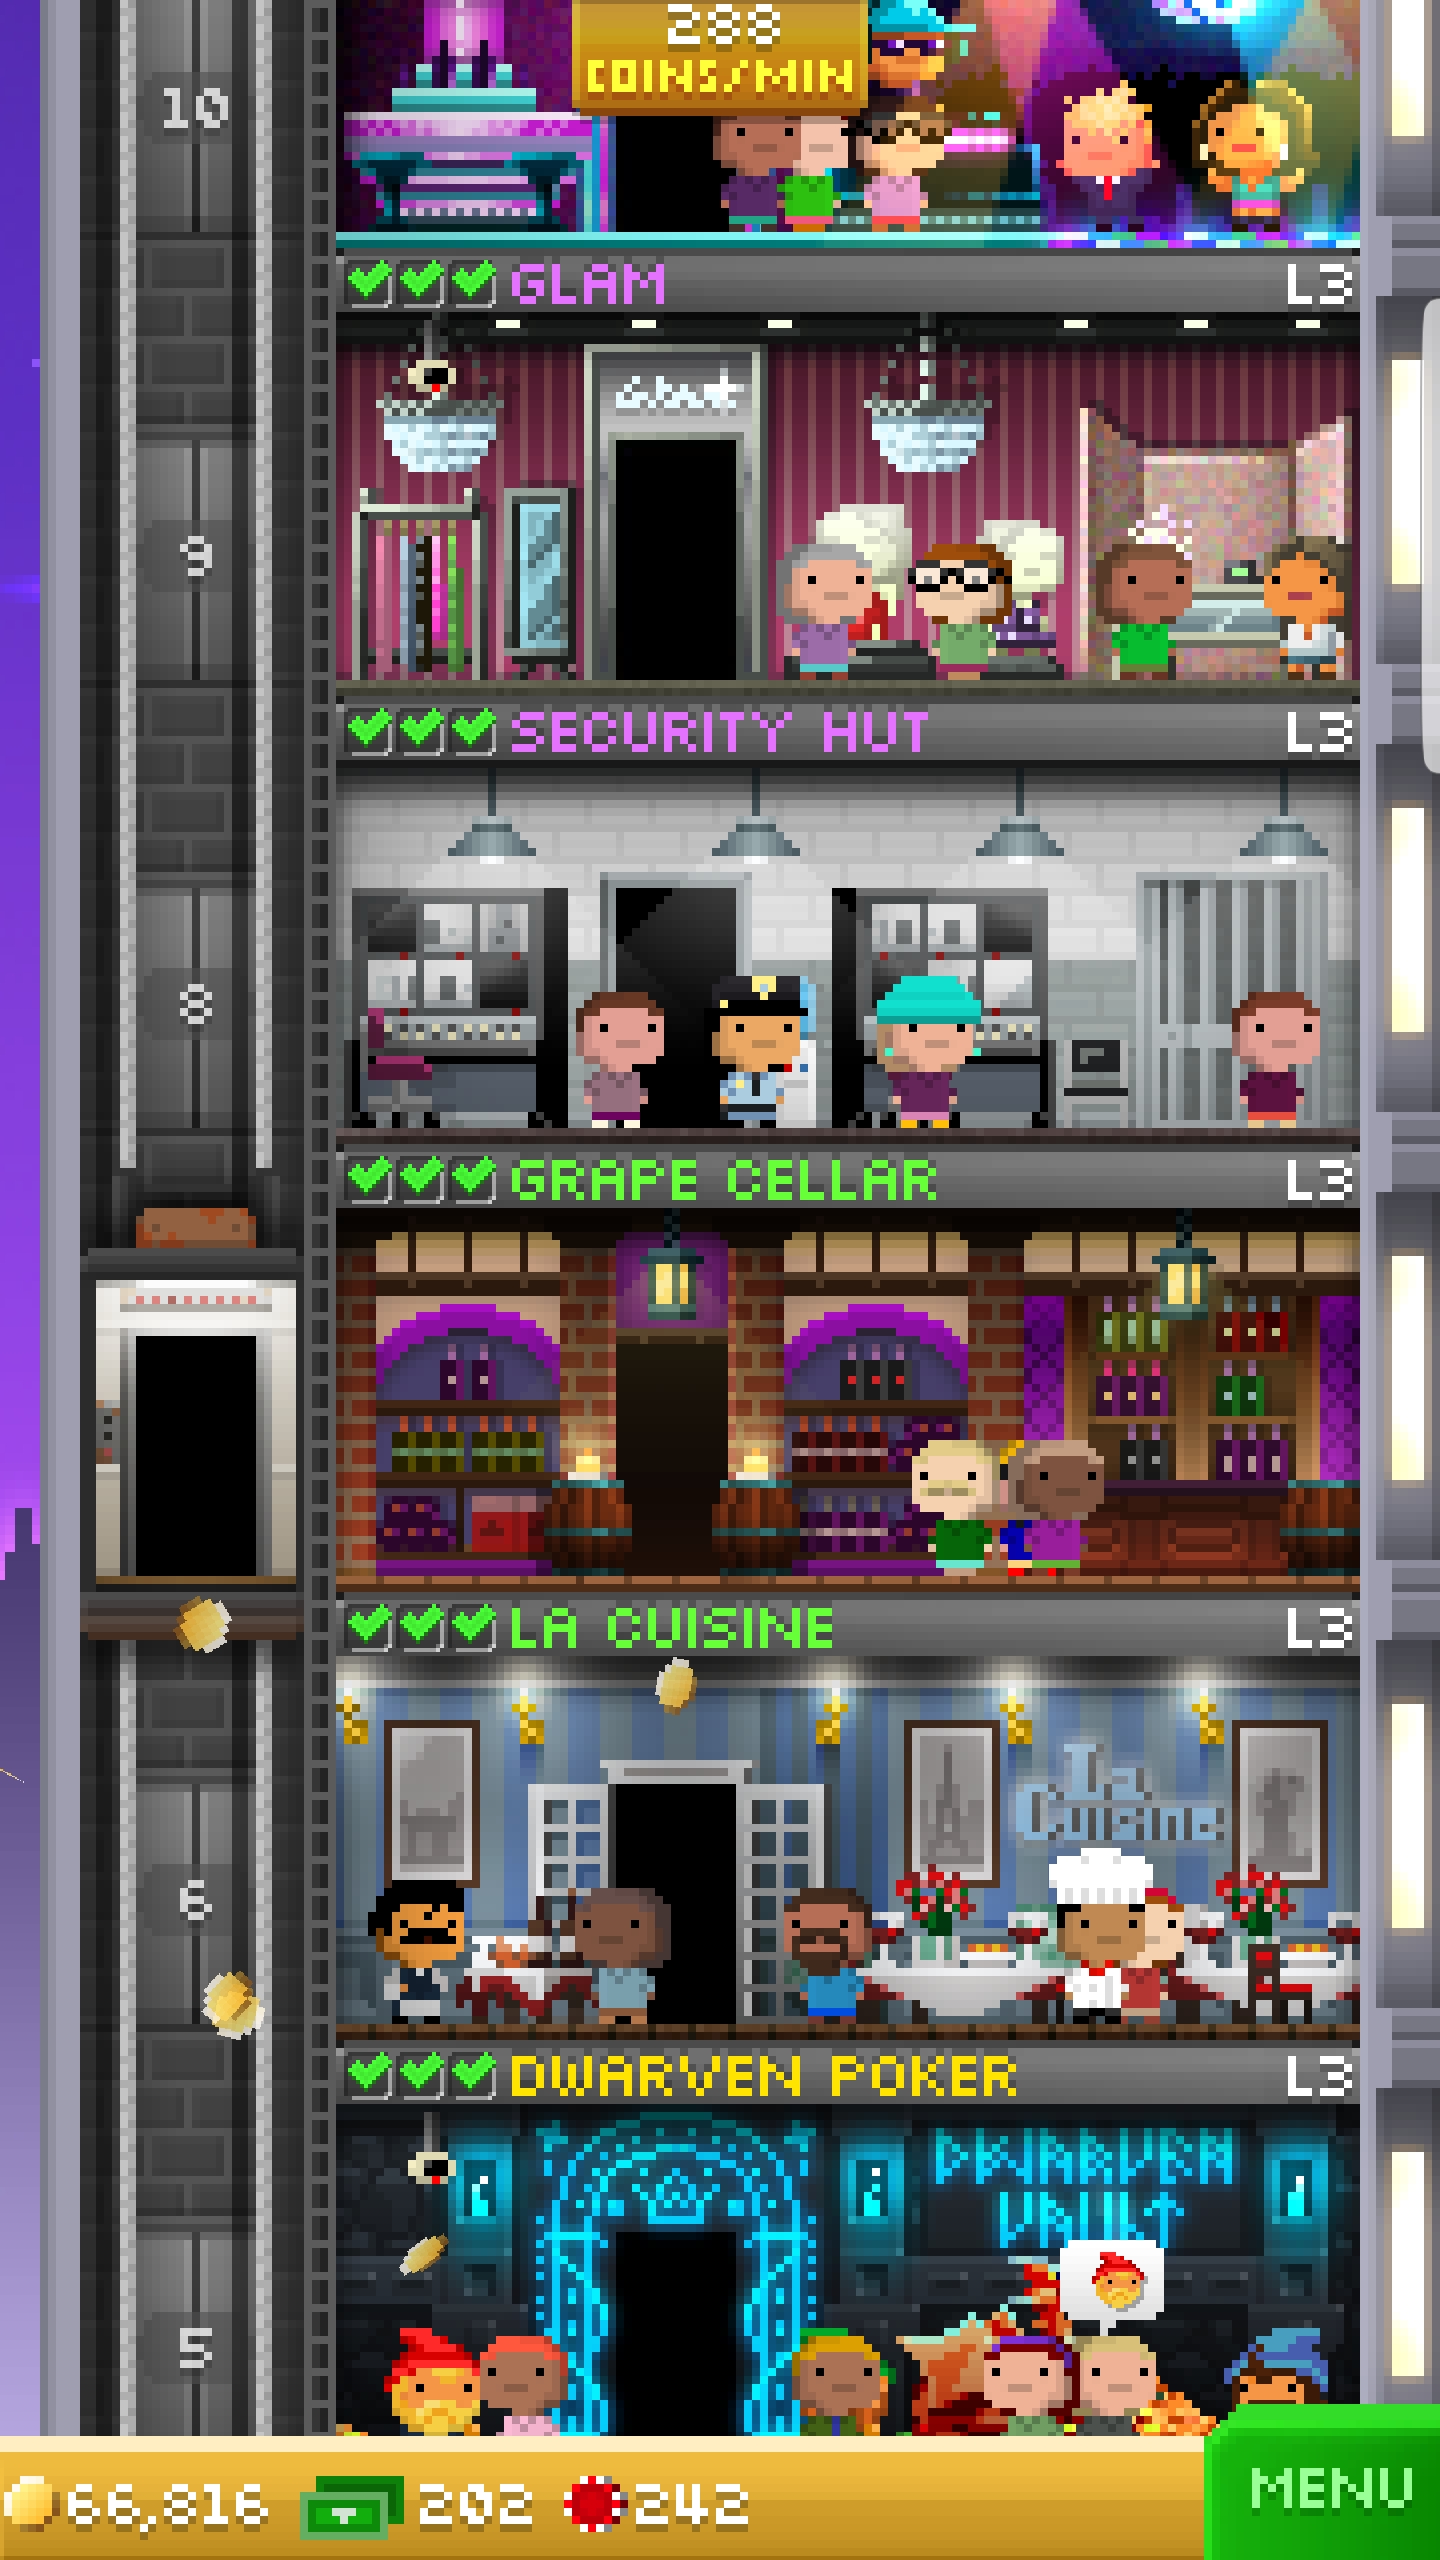 288
COINS/MIN
10
GLAM L3
Glam
9
SECURITY HUT L3
8
GRAPE CELLAR L3
LA CUISINE L3
La
Cuisine
6
DWARVEN POKER L3
DWARVEN
VAULT
5
66,816 202 242
MENU